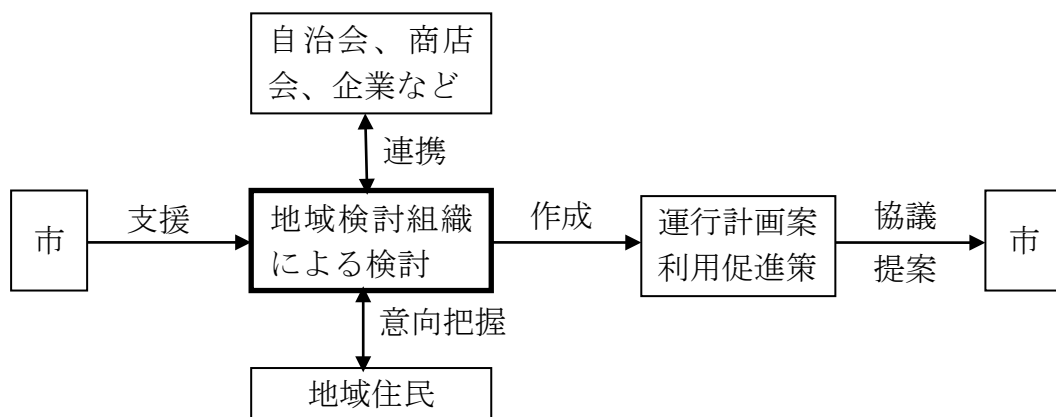 自治会、商店
会、企業など
連携
市
支援
地域検討組織
による検討
作成
運行計画案
利用促進策
協議
提案
市
意向把握
地域住民